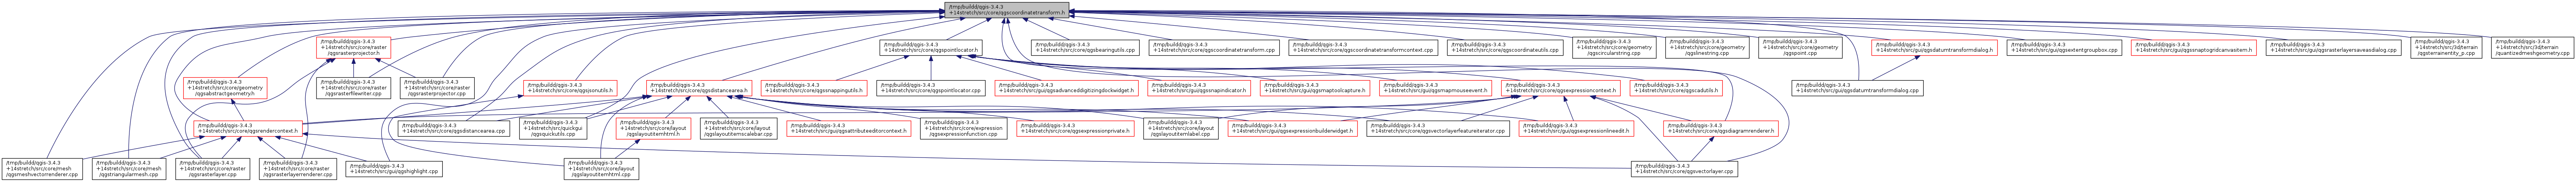 /tmp/buildd/qgis-3.4.3
+14stretch/src/core/qgscoordinatetransform.h
/tmp/buildd/qgis-3.4.3
+14stretch/src/core/raster
/qgsrasterprojector.h
/tmp/buildd/qgis-3.4.3
+14stretch/src/core/qgspointlocator.h
/tmp/buildd/qgis-3.4.3
+14stretch/src/core/qgsbearingutils.cpp
/tmp/buildd/qgis-3.4.3
+14stretch/src/core/qgscoordinatetransform.cpp
/tmp/buildd/qgis-3.4.3
+14stretch/src/core/qgscoordinatetransformcontext.cpp
/tmp/buildd/qgis-3.4.3
+14stretch/src/core/qgscoordinateutils.cpp
/tmp/buildd/qgis-3.4.3
+14stretch/src/core/geometry
/qgscircularstring.cpp
/tmp/buildd/qgis-3.4.3
+14stretch/src/core/geometry
/qgslinestring.cpp
/tmp/buildd/qgis-3.4.3
+14stretch/src/core/geometry
/qgspoint.cpp
/tmp/buildd/qgis-3.4.3
+14stretch/src/gui/qgsdatumtransformdialog.h
/tmp/buildd/qgis-3.4.3
+14stretch/src/gui/qgsextentgroupbox.cpp
/tmp/buildd/qgis-3.4.3
+14stretch/src/gui/qgssnaptogridcanvasitem.h
/tmp/buildd/qgis-3.4.3
+14stretch/src/gui/qgsrasterlayersaveasdialog.cpp
/tmp/buildd/qgis-3.4.3
+14stretch/src/3d/terrain
/qgsterrainentity_p.cpp
/tmp/buildd/qgis-3.4.3
+14stretch/src/3d/terrain
/quantizedmeshgeometry.cpp
/tmp/buildd/qgis-3.4.3
+14stretch/src/core/geometry
/qgsabstractgeometry.h
/tmp/buildd/qgis-3.4.3
+14stretch/src/core/raster
/qgsrasterfilewriter.cpp
/tmp/buildd/qgis-3.4.3
+14stretch/src/core/raster
/qgsrasterprojector.cpp
/tmp/buildd/qgis-3.4.3
+14stretch/src/core/qgsjsonutils.h
/tmp/buildd/qgis-3.4.3
+14stretch/src/core/qgsdistancearea.h
/tmp/buildd/qgis-3.4.3
+14stretch/src/core/qgssnappingutils.h
/tmp/buildd/qgis-3.4.3
+14stretch/src/core/qgspointlocator.cpp
/tmp/buildd/qgis-3.4.3
+14stretch/src/gui/qgsadvanceddigitizingdockwidget.h
/tmp/buildd/qgis-3.4.3
+14stretch/src/gui/qgssnapindicator.h
/tmp/buildd/qgis-3.4.3
+14stretch/src/gui/qgsmaptoolcapture.h
/tmp/buildd/qgis-3.4.3
+14stretch/src/gui/qgsmapmouseevent.h
/tmp/buildd/qgis-3.4.3
+14stretch/src/core/qgsexpressioncontext.h
/tmp/buildd/qgis-3.4.3
+14stretch/src/core/qgscadutils.h
/tmp/buildd/qgis-3.4.3
+14stretch/src/gui/qgsdatumtransformdialog.cpp
/tmp/buildd/qgis-3.4.3
+14stretch/src/core/qgsrendercontext.h
/tmp/buildd/qgis-3.4.3
+14stretch/src/core/qgsdistancearea.cpp
/tmp/buildd/qgis-3.4.3
+14stretch/src/quickgui
/qgsquickutils.cpp
/tmp/buildd/qgis-3.4.3
+14stretch/src/core/layout
/qgslayoutitemhtml.h
/tmp/buildd/qgis-3.4.3
+14stretch/src/core/layout
/qgslayoutitemscalebar.cpp
/tmp/buildd/qgis-3.4.3
+14stretch/src/gui/qgsattributeeditorcontext.h
/tmp/buildd/qgis-3.4.3
+14stretch/src/core/expression
/qgsexpressionfunction.cpp
/tmp/buildd/qgis-3.4.3
+14stretch/src/core/qgsexpressionprivate.h
/tmp/buildd/qgis-3.4.3
+14stretch/src/core/layout
/qgslayoutitemlabel.cpp
/tmp/buildd/qgis-3.4.3
+14stretch/src/gui/qgsexpressionbuilderwidget.h
/tmp/buildd/qgis-3.4.3
+14stretch/src/core/qgsvectorlayerfeatureiterator.cpp
/tmp/buildd/qgis-3.4.3
+14stretch/src/gui/qgsexpressionlineedit.h
/tmp/buildd/qgis-3.4.3
+14stretch/src/core/qgsdiagramrenderer.h
/tmp/buildd/qgis-3.4.3
+14stretch/src/core/mesh
/qgsmeshvectorrenderer.cpp
/tmp/buildd/qgis-3.4.3
+14stretch/src/core/mesh
/qgstriangularmesh.cpp
/tmp/buildd/qgis-3.4.3
+14stretch/src/core/raster
/qgsrasterlayer.cpp
/tmp/buildd/qgis-3.4.3
+14stretch/src/core/raster
/qgsrasterlayerrenderer.cpp
/tmp/buildd/qgis-3.4.3
+14stretch/src/gui/qgshighlight.cpp
/tmp/buildd/qgis-3.4.3
+14stretch/src/core/layout
/qgslayoutitemhtml.cpp
/tmp/buildd/qgis-3.4.3
+14stretch/src/core/qgsvectorlayer.cpp